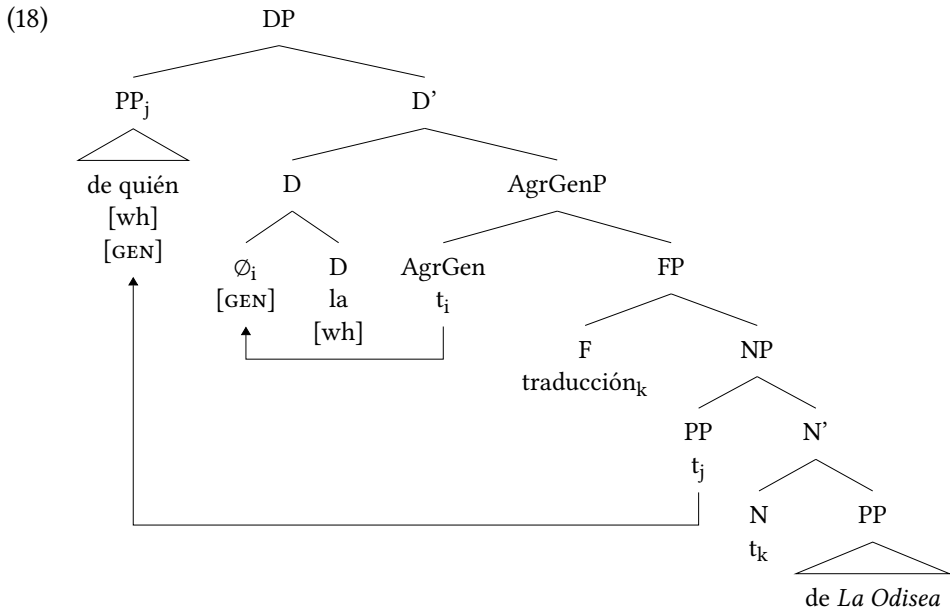 (18) DP
PPj D’
D AgrGenP
de quién
[wh]
[GEN]
∅i D AgrGen FP
[GEN] la ti
[wh]
F NP
traducciónk
PP N’
tj
N PP
tk
de La Odisea